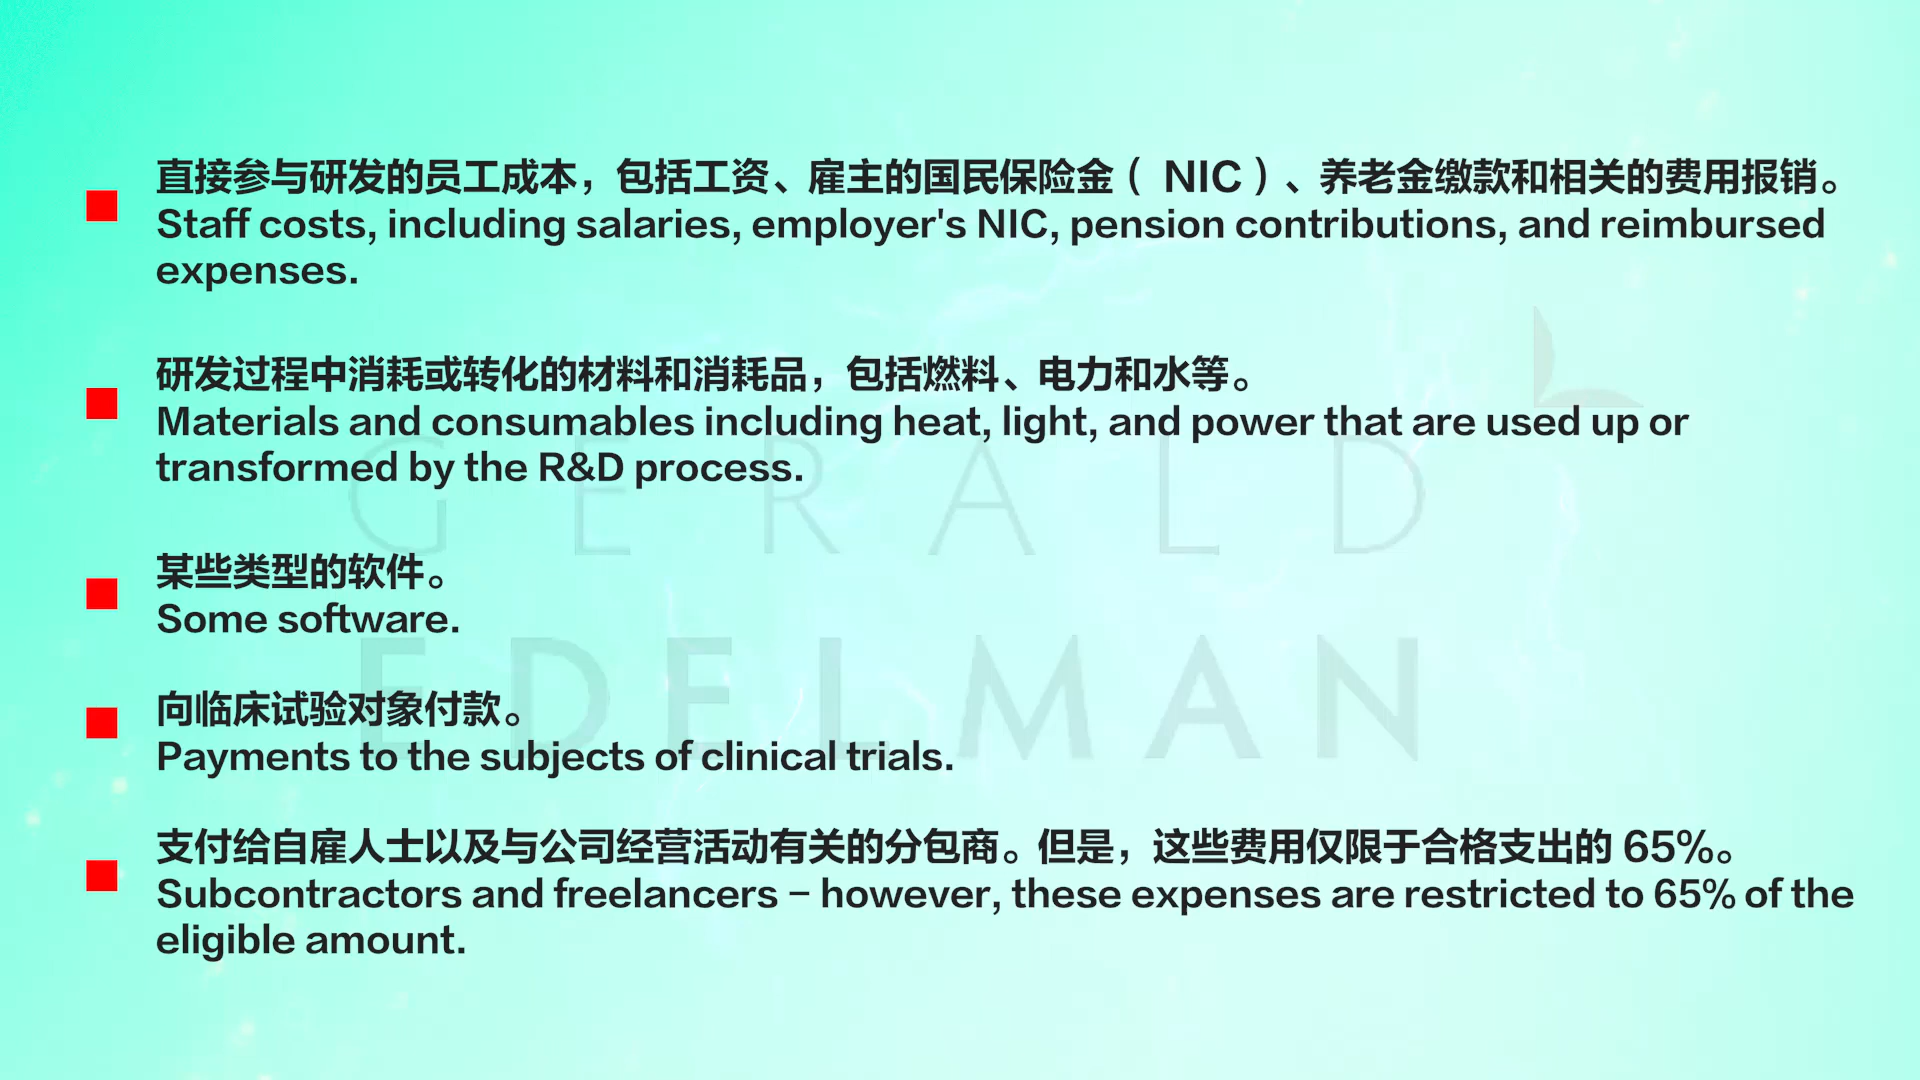 直接参与研发的员工成本，包括工资、雇主的国民保险金（ NIC）、养老金缴款和相关的费用报销。
Staff costs, including salaries, employer's NIC, pension contributions, and reimbursed
expenses.
研发过程中消耗或转化的材料和消耗品，包括燃料、电力和水等。
Materials and consumables including heat, light, and power that are used up or
transformed by the R&D process.
GERALD
某些类型的软件。
Some software.
EDELMAN
向临床试验对象付款。
Payments to the subjects of clinical trials.
支付给自雇人士以及与公司经营活动有关的分包商。但是，这些费用仅限于合格支出的 65%。
Subcontractors and freelancers – however, these expenses are restricted to 65% of the
eligible amount.